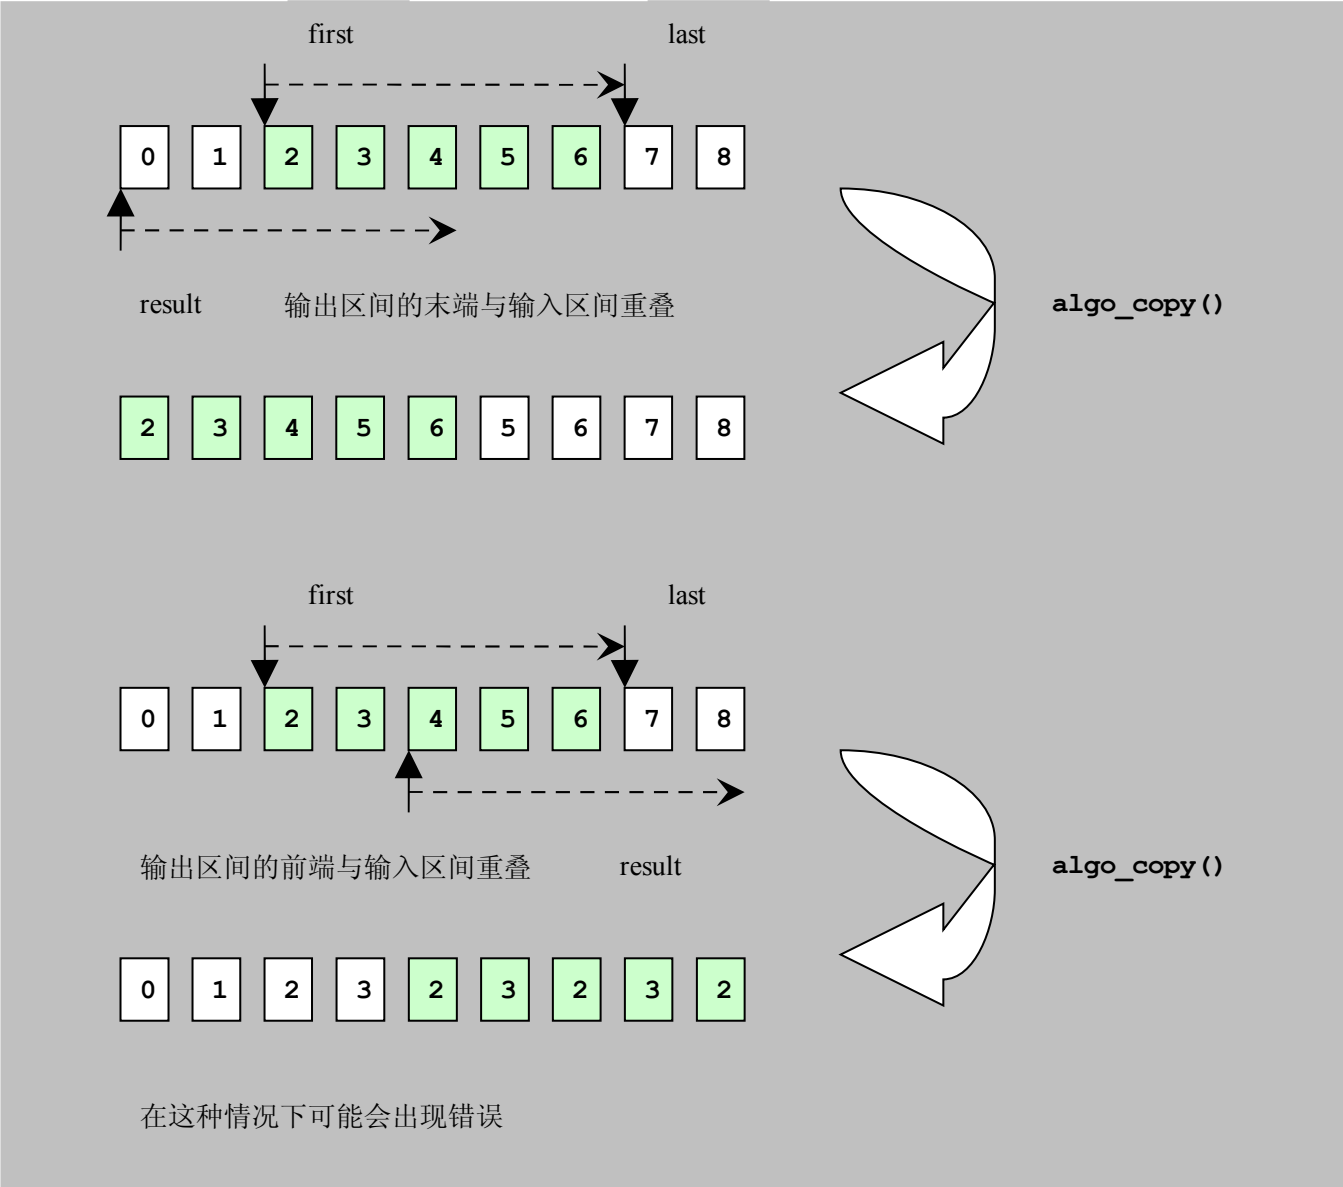 first last
0 1 2 3 4 5 6 7 8
result 输出区间的末端与输入区间重叠 algo_copy()
2 3 4 5 6 5 6 7 8
first last
0 1 2 3 4 5 6 7 8
输出区间的前端与输入区间重叠 result algo_copy()
0 1 2 3 2 3 2 3 2
在这种情况下可能会出现错误